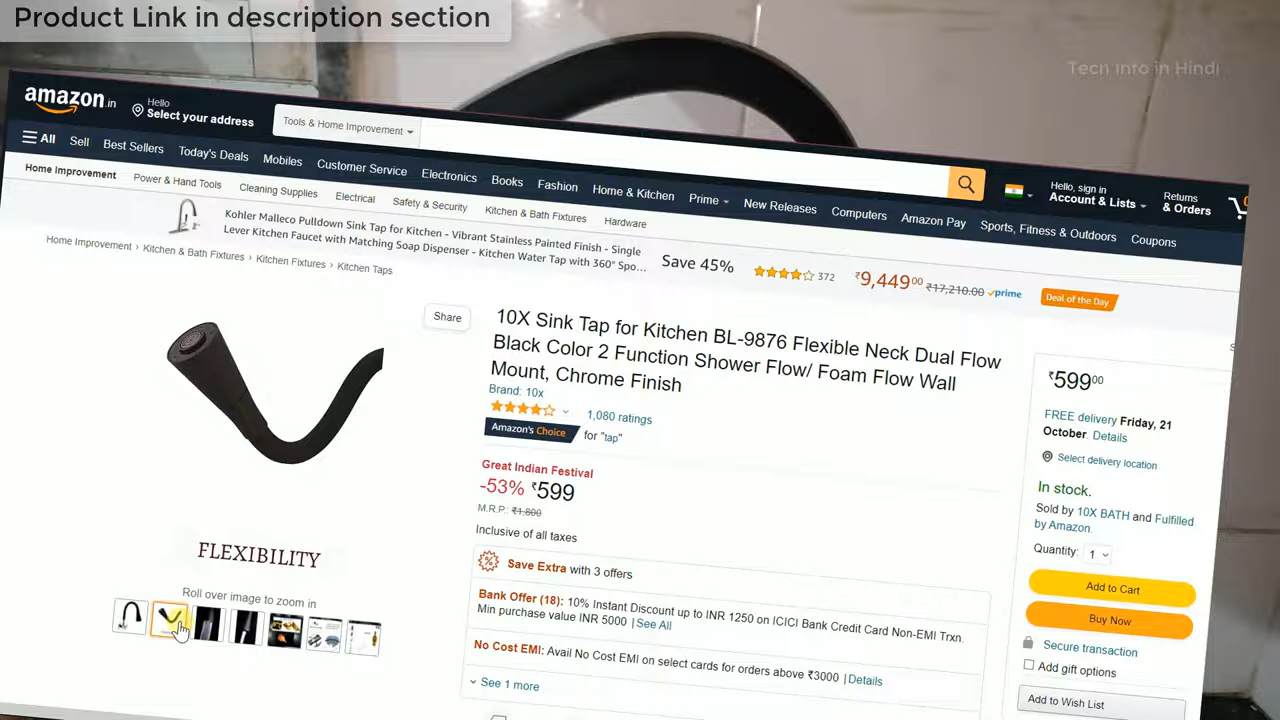 Product Link in description section
Tech Info in Hindi
amazon.in
Hello
Select your address
Tools & Home Improvement
Hello, sign in
Account & Lists
Returns
& Orders
0
All
Sell
Best Sellers
Today's Deals
Mobiles
Customer Service
Electronics
Books
Fashion
Home & Kitchen
Prime
New Releases
Computers
Amazon Pay
Sports, Fitness & Outdoors
Coupons
Home Improvement
Power & Hand Tools
Cleaning Supplies
Electrical
Safety & Security
Kitchen & Bath Fixtures
Hardware
Kohler Malleco Pulldown Sink Tap for Kitchen - Vibrant Stainless Painted Finish - Single
Lever Kitchen Faucet with Matching Soap Dispenser - Kitchen Water Tap with 360° Spo...
Save 45%
372
₹9,44900
₹17,210.00
prime
Deal of the Day
Home Improvement › Kitchen & Bath Fixtures › Kitchen Fixtures › Kitchen Taps
Share
10X Sink Tap for Kitchen BL-9876 Flexible Neck Dual Flow
Black Color 2 Function Shower Flow/ Foam Flow Wall
Mount, Chrome Finish
Brand: 10x
1,080 ratings
Amazon's Choice for "tap"
Great Indian Festival
-53% ₹599
M.R.P.: ₹1,800
Inclusive of all taxes
Save Extra with 3 offers
Bank Offer (18): 10% Instant Discount up to INR 1250 on ICICI Bank Credit Card Non-EMI Trxn.
Min purchase value INR 5000 | See All
No Cost EMI: Avail No Cost EMI on select cards for orders above ₹3000 | Details
See 1 more
FLEXIBILITY
Roll over image to zoom in
₹59900
FREE delivery Friday, 21
October. Details
Select delivery location
In stock.
Sold by 10X BATH and Fulfilled
by Amazon.
Quantity: 1
Add to Cart
Buy Now
Secure transaction
Add gift options
Add to Wish List